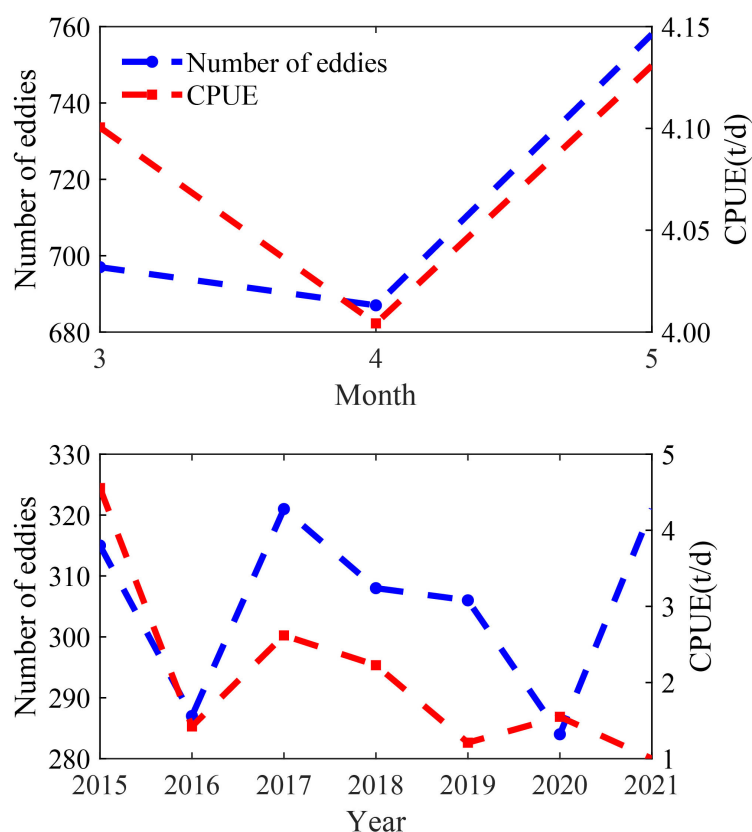 760
740
720
700
680
Number of eddies
Number of eddies
CPUE
4.15
4.10
4.05
4.00
CPUE(t/d)
3 4 5
Month
330
320
310
300
290
280
Number of eddies
5
4
3
2
1
CPUE(t/d)
2015 2016 2017 2018 2019 2020 2021
Year